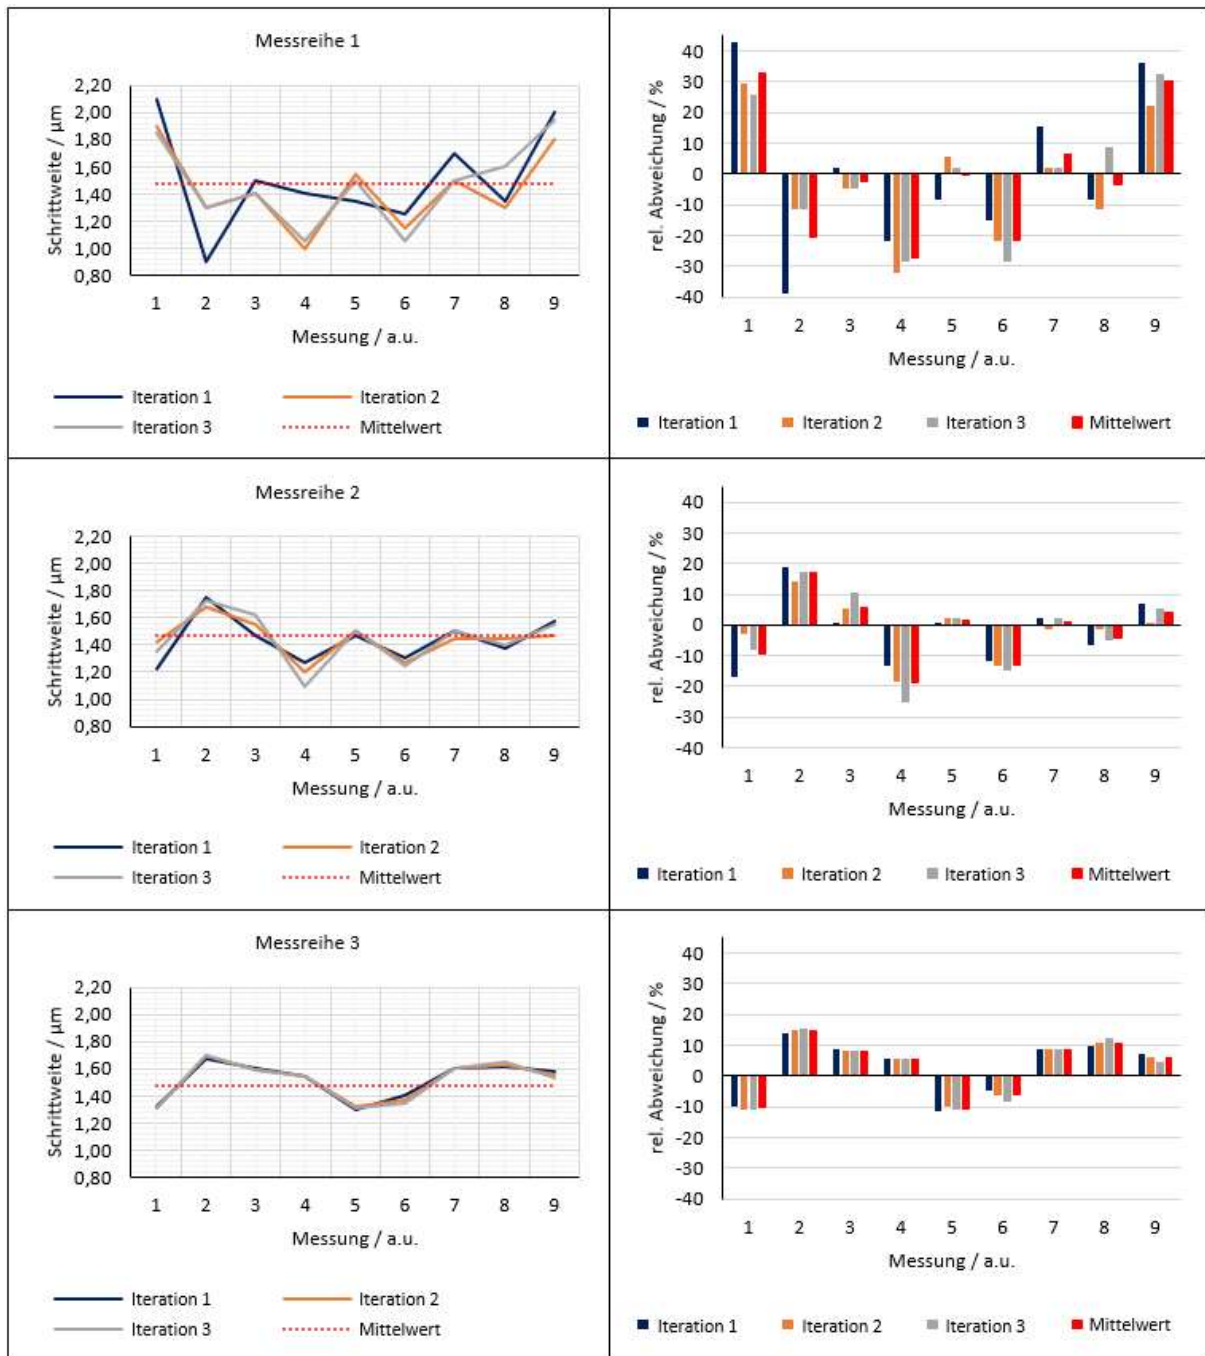 Messreihe 1
Schrittweite / µm
2,20
2,00
1,80
1,60
1,40
1,20
1,00
0,80
1 2 3 4 5 6 7 8 9
Messung / a.u.
Iteration 1 Iteration 2
Iteration 3 Mittelwert
rel. Abweichung / %
40
30
20
10
0
-10
-20
-30
-40
1 2 3 4 5 6 7 8 9
Messung / a.u.
Iteration 1 Iteration 2 Iteration 3 Mittelwert
Messreihe 2
Schrittweite / µm
2,20
2,00
1,80
1,60
1,40
1,20
1,00
0,80
1 2 3 4 5 6 7 8 9
Messung / a.u.
Iteration 1 Iteration 2
Iteration 3 Mittelwert
rel. Abweichung / %
40
30
20
10
0
-10
-20
-30
-40
1 2 3 4 5 6 7 8 9
Messung / a.u.
Iteration 1 Iteration 2 Iteration 3 Mittelwert
Messreihe 3
Schrittweite / µm
2,20
2,00
1,80
1,60
1,40
1,20
1,00
0,80
1 2 3 4 5 6 7 8 9
Messung / a.u.
Iteration 1 Iteration 2
Iteration 3 Mittelwert
rel. Abweichung / %
40
30
20
10
0
-10
-20
-30
-40
1 2 3 4 5 6 7 8 9
Messung / a.u.
Iteration 1 Iteration 2 Iteration 3 Mittelwert